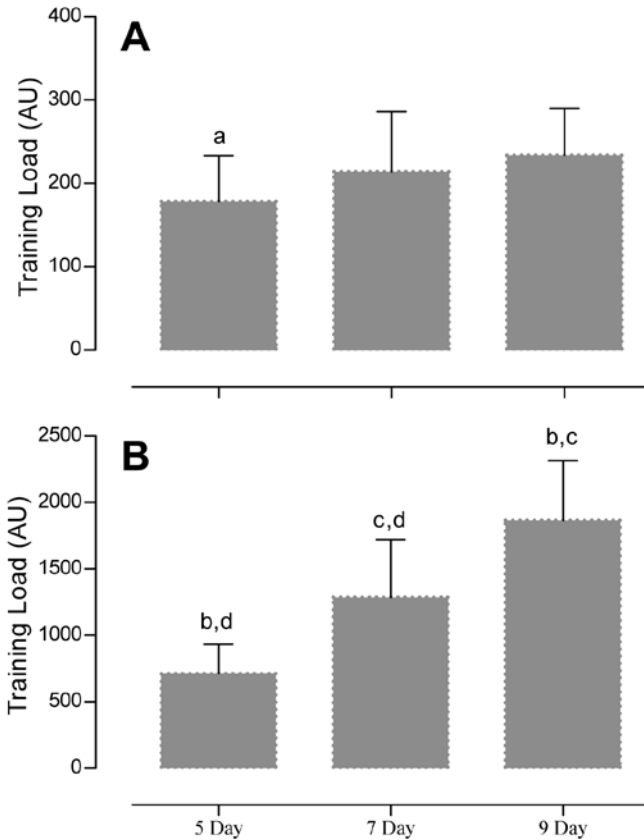 A
Training Load (AU)
400
300
200
100
0
a
B
Training Load (AU)
2500
2000
1500
1000
500
0
b,d
c,d
b,c
5 Day 7 Day 9 Day